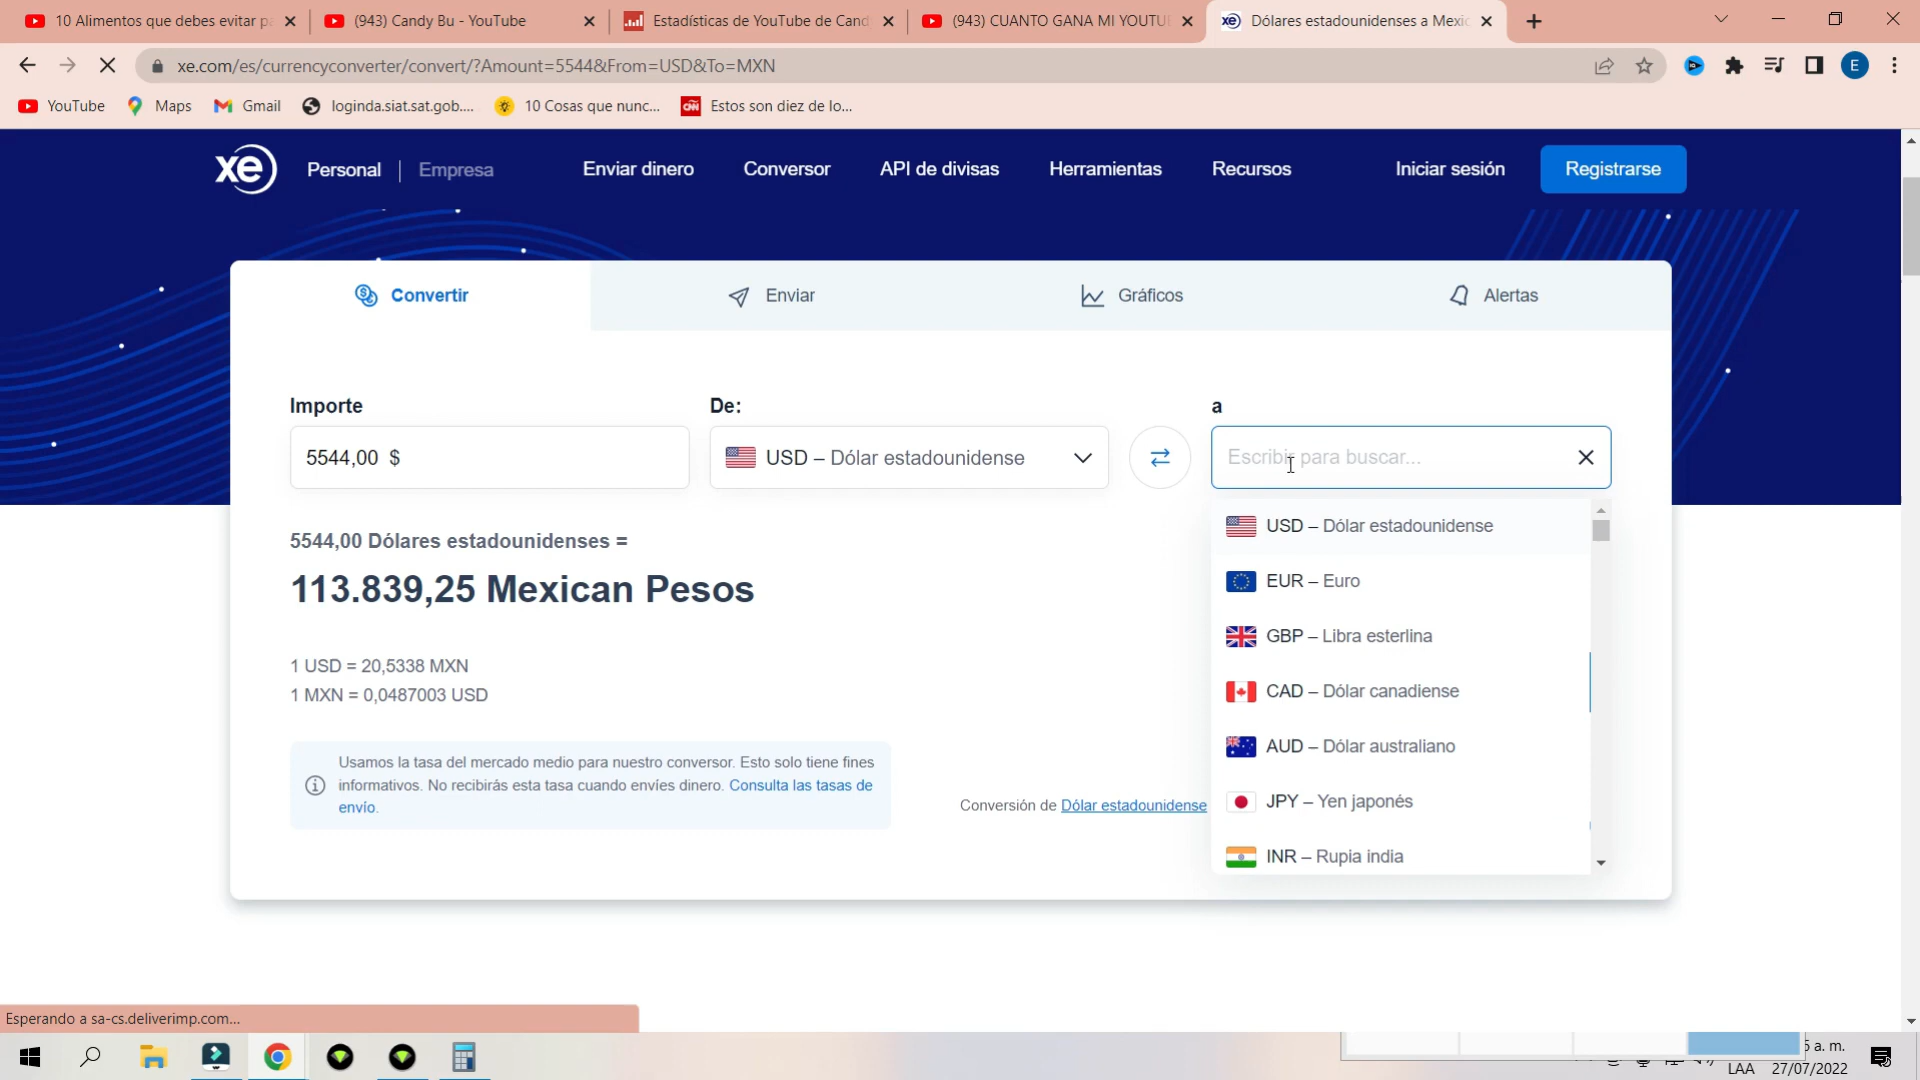 10 Alimentos que debes evitar pa
(943) Candy Bu - YouTube
Estadísticas de YouTube de Cand
(943) CUANTO GANA MI YOUTU
Dólares estadounidenses a Mexic
xe.com/es/currencyconverter/convert/?Amount=5544&From=USD&To=MXN
E
YouTube
Maps
Gmail
loginda.siat.sat.gob....
10 Cosas que nunc...
Estos son diez de lo...
xe
Personal
Empresa
Enviar dinero
Conversor
API de divisas
Herramientas
Recursos
Iniciar sesión
Registrarse
Convertir
Enviar
Gráficos
Alertas
Importe
De:
a
5544,00 $
USD – Dólar estadounidense
Escribir para buscar...
USD – Dólar estadounidense
EUR – Euro
GBP – Libra esterlina
CAD – Dólar canadiense
AUD – Dólar australiano
JPY – Yen japonés
INR – Rupia india
5544,00 Dólares estadounidenses =
113.839,25 Mexican Pesos
1 USD = 20,5338 MXN
1 MXN = 0,0487003 USD
Usamos la tasa del mercado medio para nuestro conversor. Esto solo tiene fines
informativos. No recibirás esta tasa cuando envíes dinero. Consulta las tasas de
envío.
Conversión de Dólar estadounidense
Esperando a sa-cs.deliverimp.com...
a. m.
LAA
27/07/2022